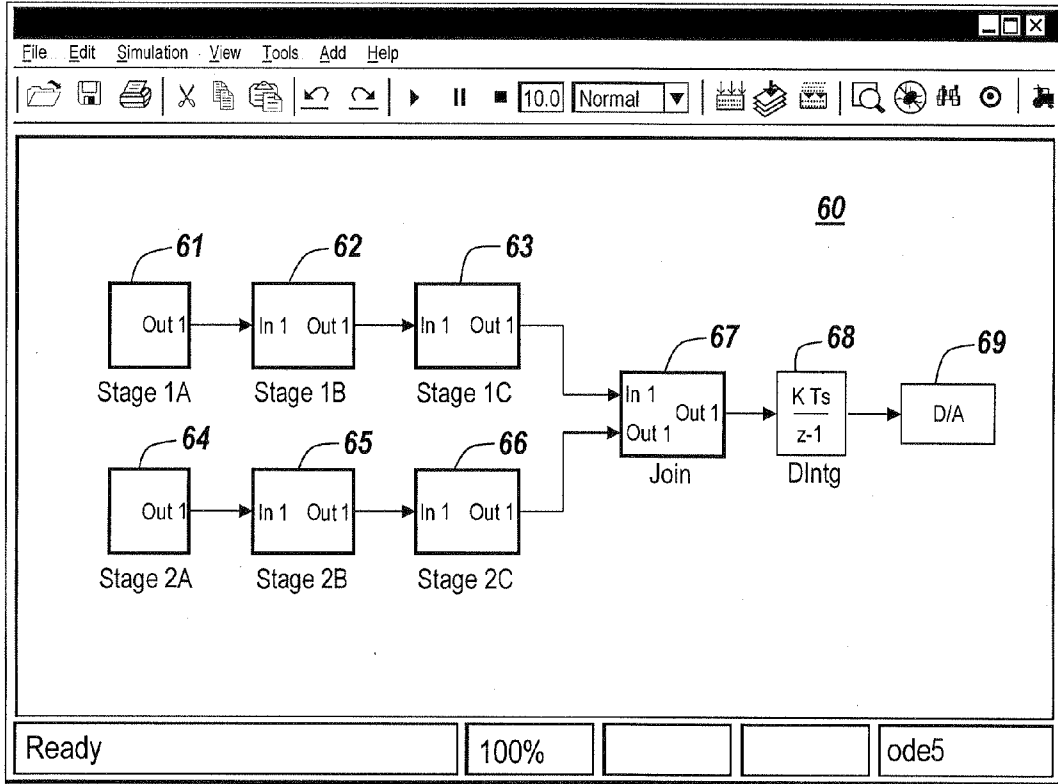 File Edit Simulation View Tools Add Help
10.0 Normal
60
61 62 63
Out 1 In 1 Out 1 In 1 Out 1
Stage 1A Stage 1B Stage 1C
67 68 69
In 1
Out 1
Out 1
K Ts
z-1
D/A
Join DIntg
64 65 66
Out 1 In 1 Out 1 In 1 Out 1
Stage 2A Stage 2B Stage 2C
Ready 100% ode5